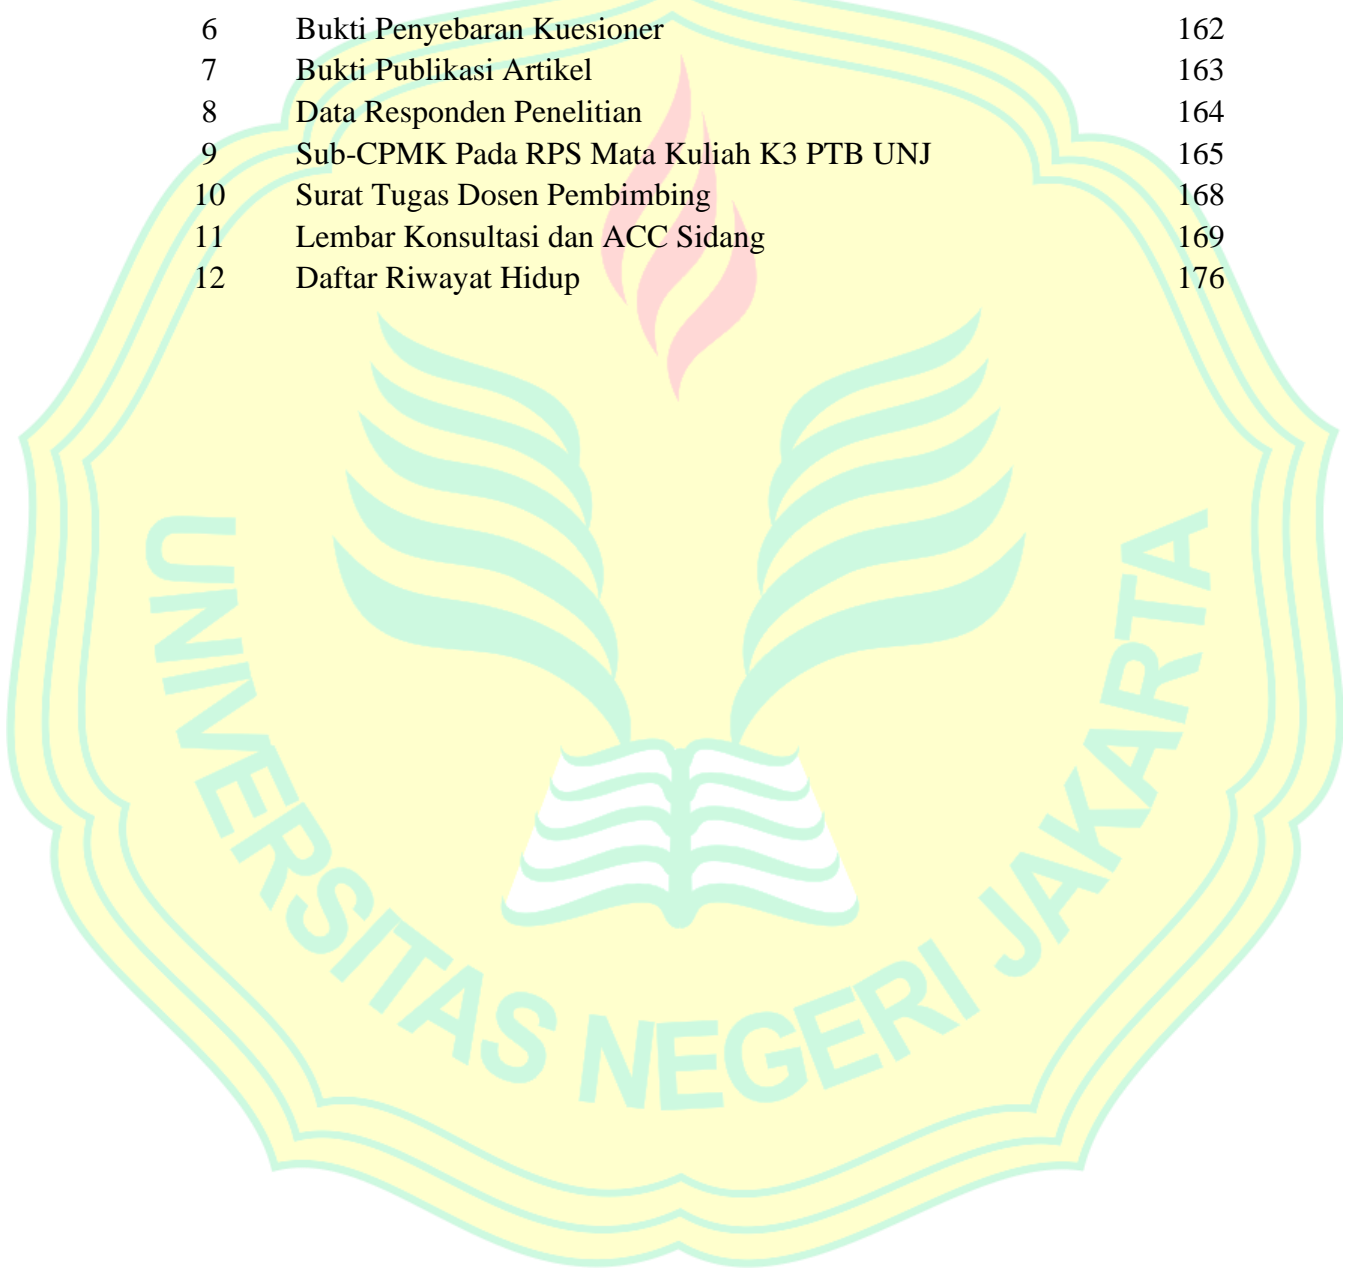 6 Bukti Penyebaran Kuesioner 162
7 Bukti Publikasi Artikel 163
8 Data Responden Penelitian 164
9 Sub-CPMK Pada RPS Mata Kuliah K3 PTB UNJ 165
10 Surat Tugas Dosen Pembimbing 168
11 Lembar Konsultasi dan ACC Sidang 169
12 Daftar Riwayat Hidup 176
UNIVERSITAS NEGERI JAKARTA